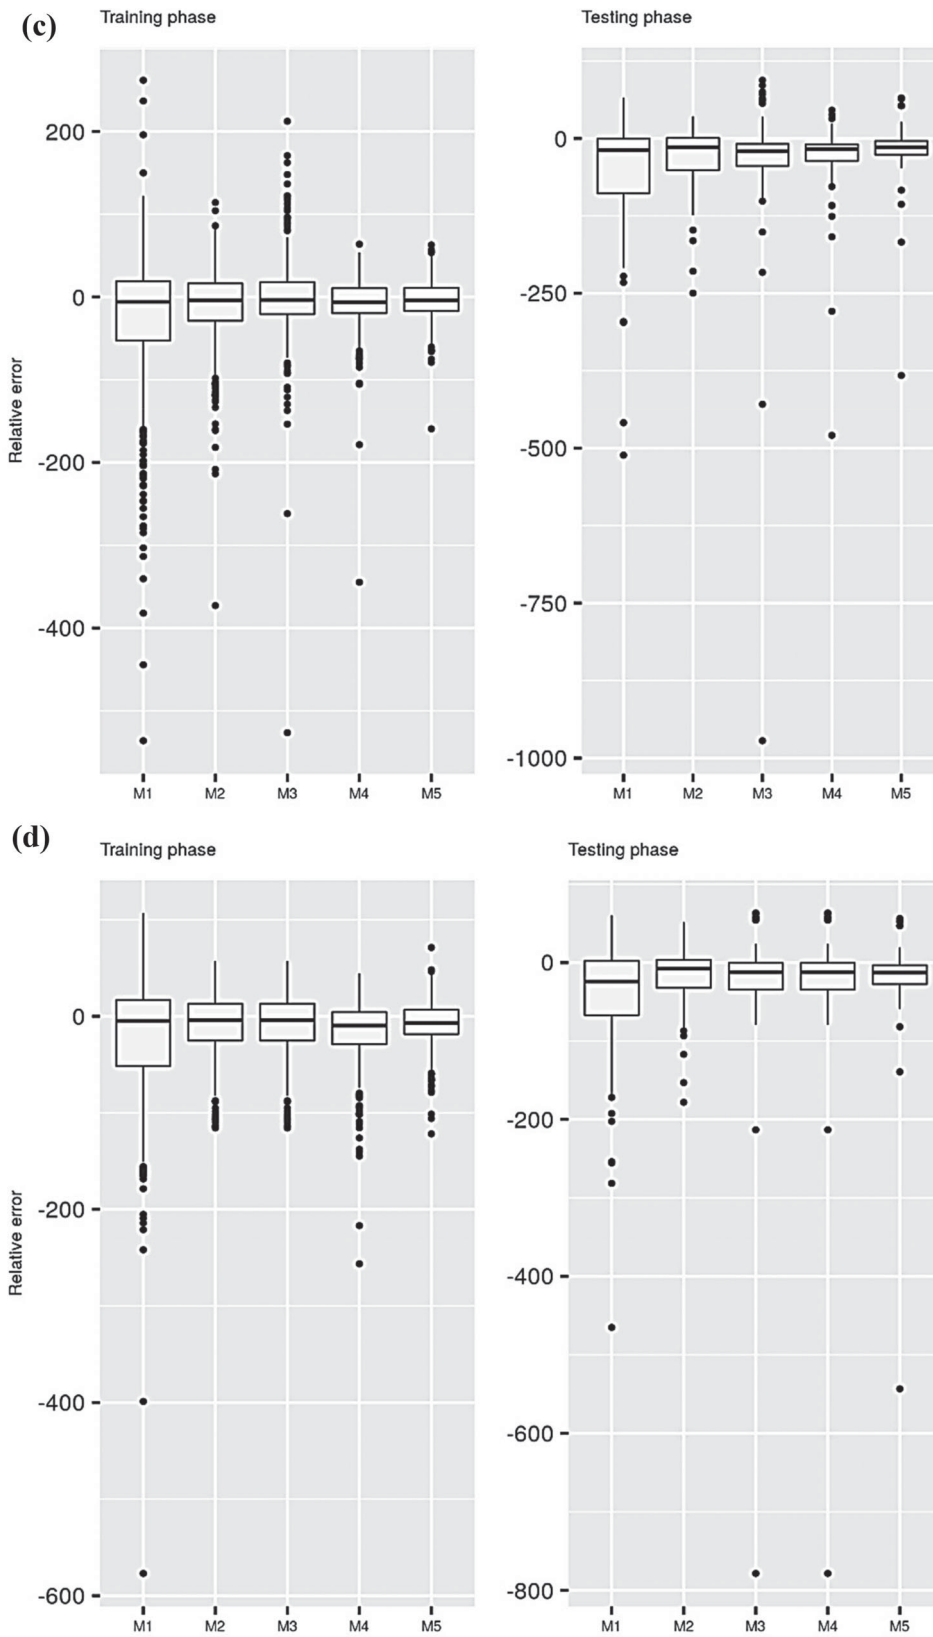 (c)
Training phase
Testing phase
Relative error
200
0
-200
-400
M1 M2 M3 M4 M5
0
-250
-500
-750
-1000
M1 M2 M3 M4 M5
(d)
Training phase
Testing phase
Relative error
0
-200
-400
-600
M1 M2 M3 M4 M5
0
-200
-400
-600
-800
M1 M2 M3 M4 M5